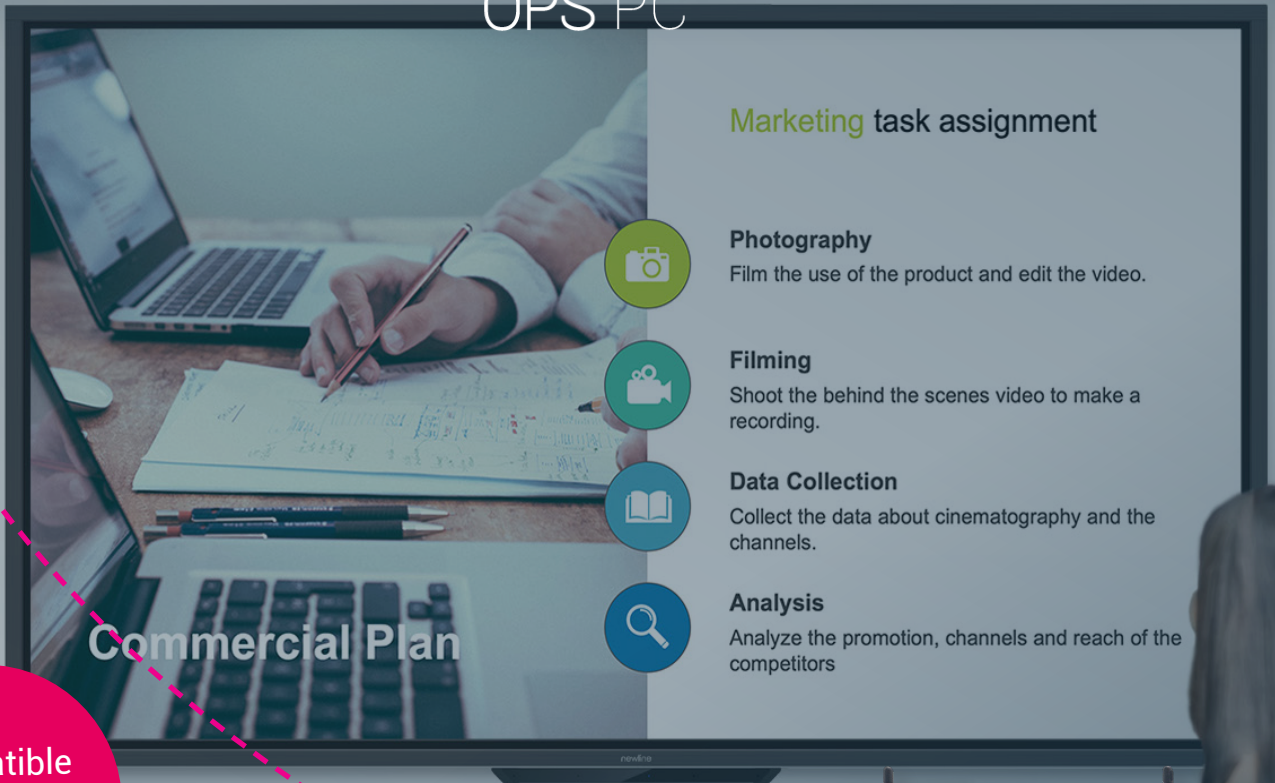 OPS PC
Marketing task assignment
Photography
Film the use of the product and edit the video.
Filming
Shoot the behind the scenes video to make a
recording.
Data Collection
Collect the data about cinematography and the
channels.
Analysis
Analyze the promotion, channels and reach of the
competitors
Commercial Plan
newline